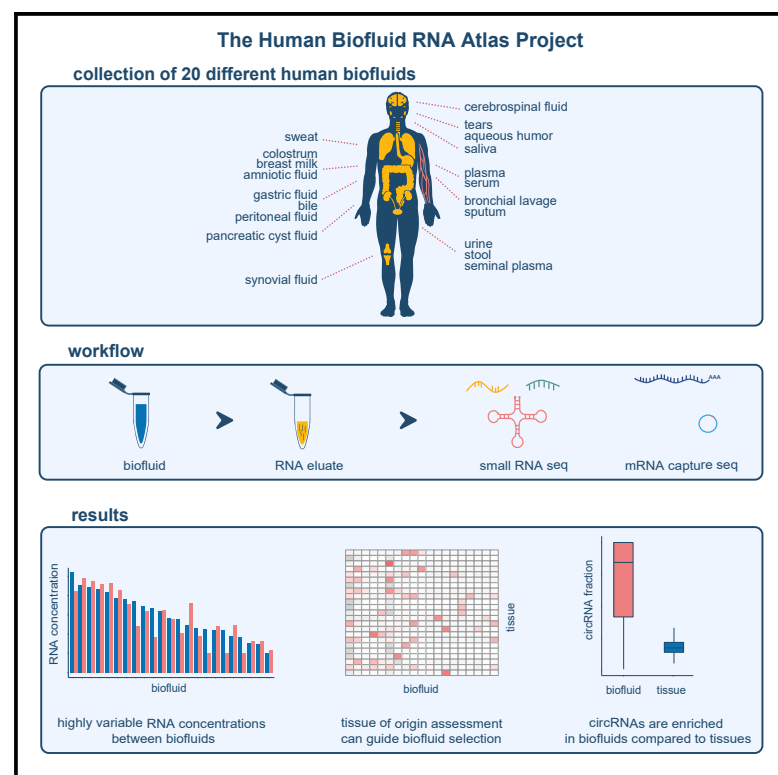 The Human Biofluid RNA Atlas Project
collection of 20 different human biofluids
sweat
colostrum
breast milk
amniotic fluid
gastric fluid
bile
peritoneal fluid
pancreatic cyst fluid
synovial fluid
cerebrospinal fluid
tears
aqueous humor
saliva
plasma
serum
bronchial lavage
sputum
urine
stool
seminal plasma
workflow
biofluid
RNA eluate
small RNA seq
AAA
mRNA capture seq
results
RNA concentration
biofluid
highly variable RNA concentrations
between biofluids
tissue
biofluid
tissue of origin assessment
can guide biofluid selection
circRNA fraction
biofluid tissue
circRNAs are enriched
in biofluids compared to tissues